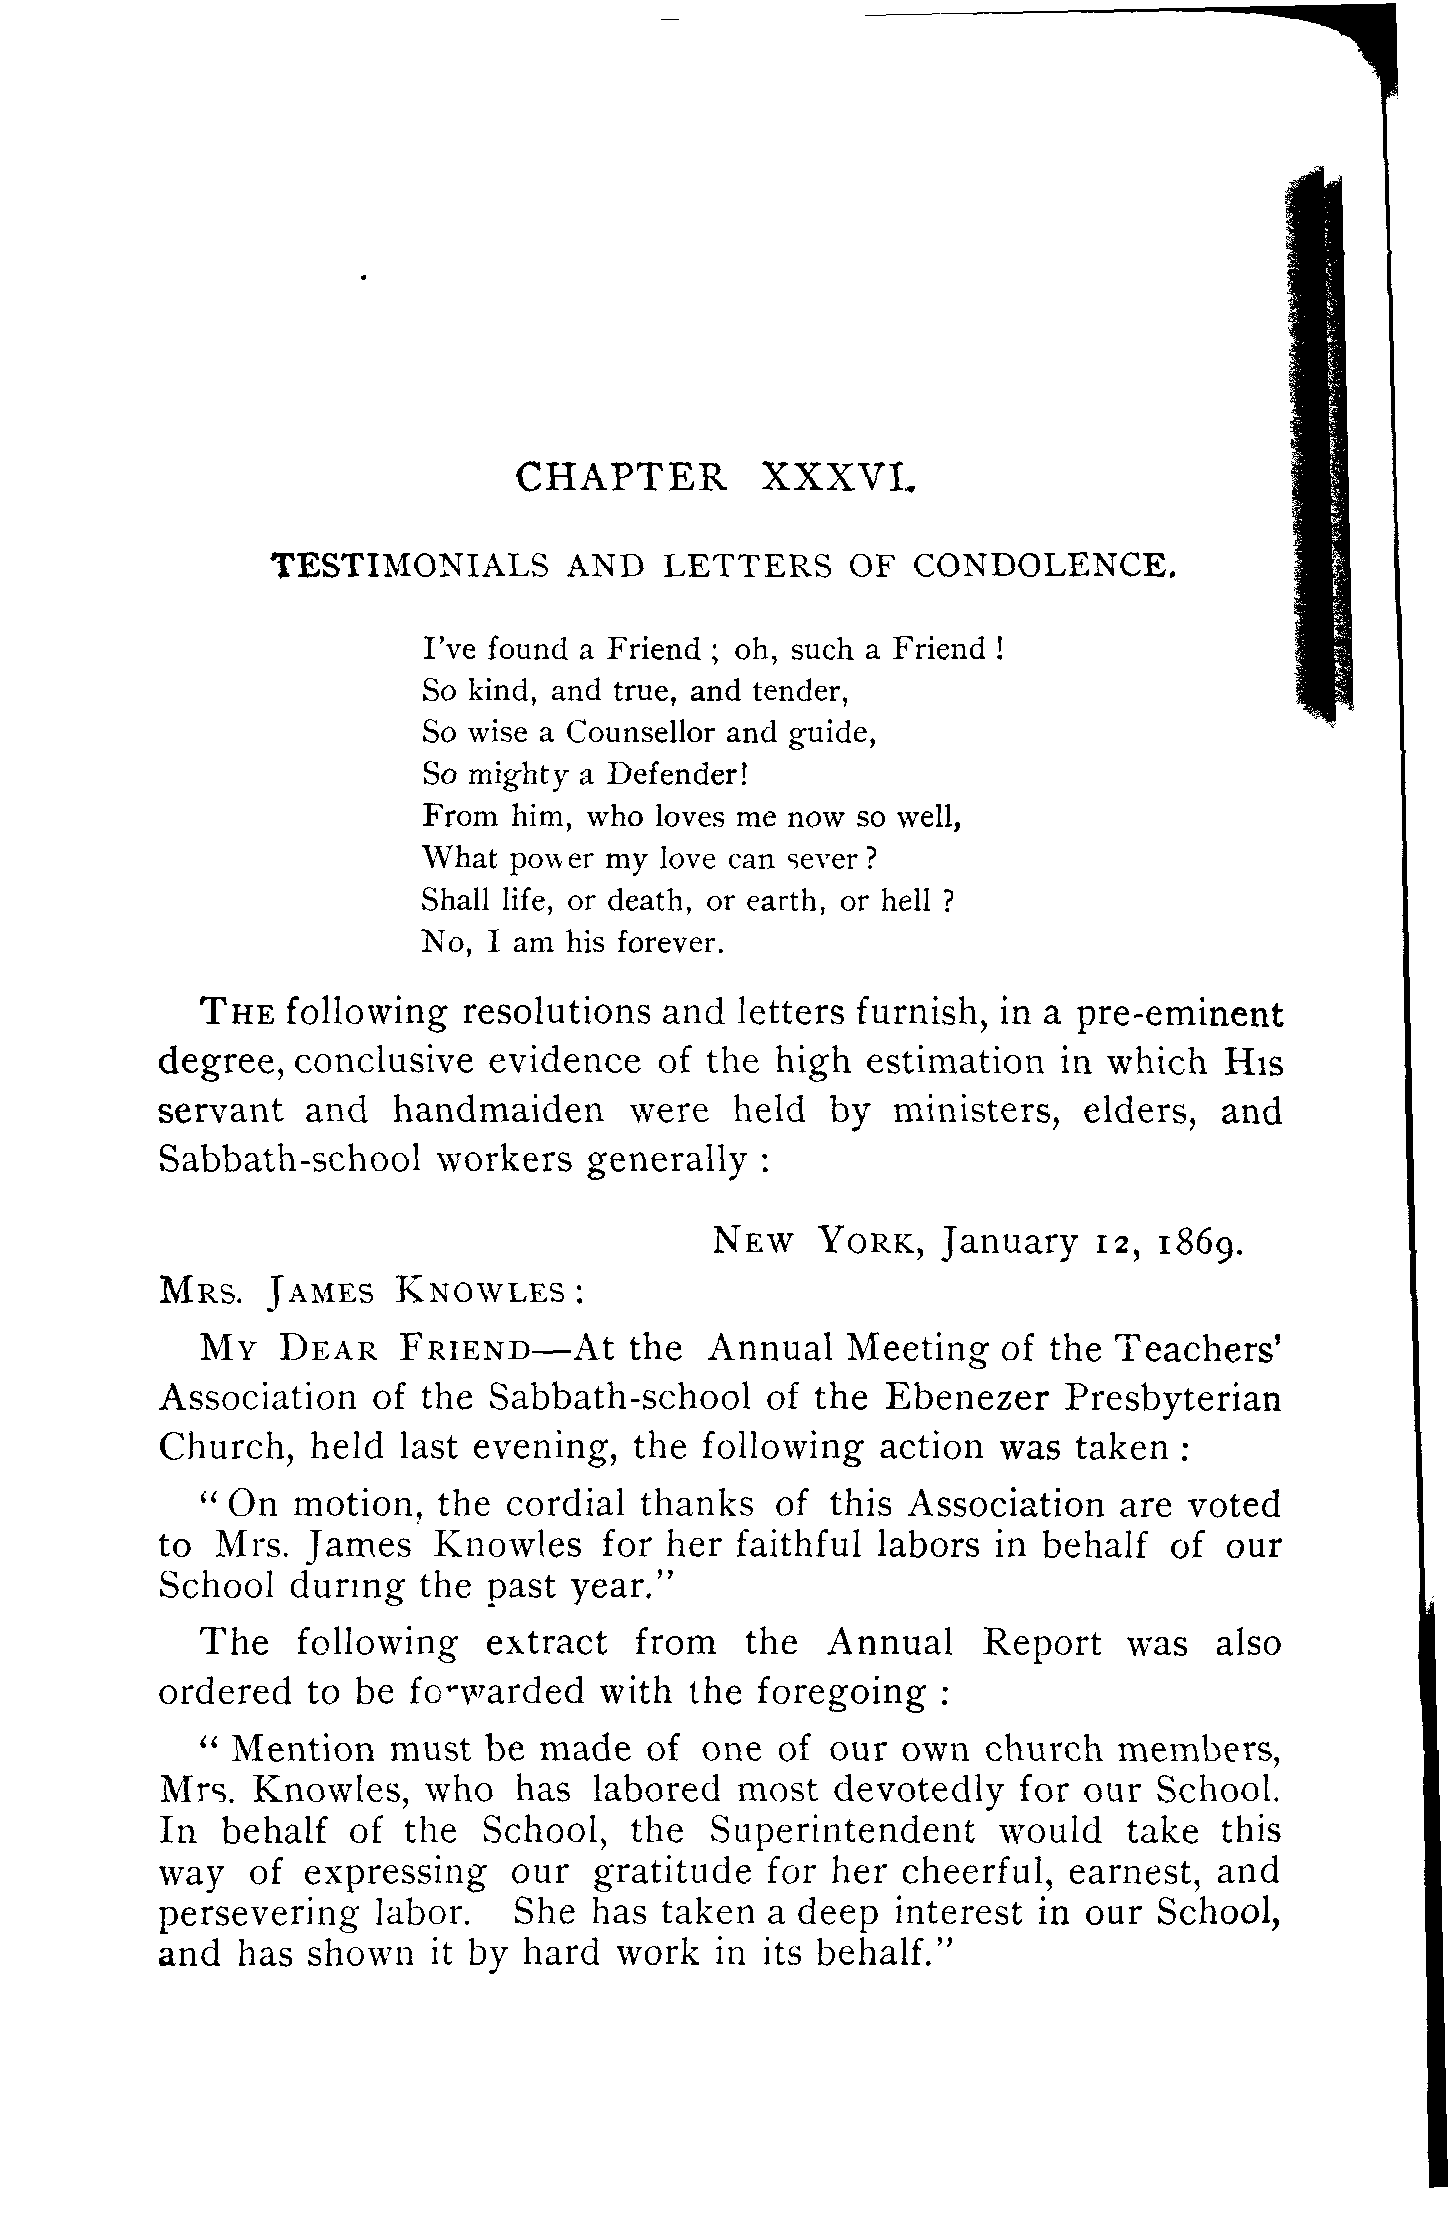 CHAPTER XXXVI.
TESTIMONIALS AND LETTERS OF CONDOLENCE.
I've found a Friend ; oh, such a Friend !
So kind, and true, and tender,
So wise a Counsellor and guide,
So mighty a Defender!
From him, who loves me now so well,
What power my love can sever ?
Shall life, or death, or earth, or hell ?
No, I am his forever.
THE following resolutions and letters furnish, in a pre-eminent
degree, conclusive evidence of the high estimation in which His
servant and handmaiden were held by ministers, elders, and
Sabbath-school workers generally :
NEW YORK, January 12, 1869.
MRS. JAMES KNOWLES :
MY DEAR FRIEND—At the Annual Meeting of the Teachers'
Association of the Sabbath-school of the Ebenezer Presbyterian
Church, held last evening, the following action was taken :
" On motion, the cordial thanks of this Association are voted
to Mrs. James Knowles for her faithful labors in behalf of our
School during the past year."
The following extract from the Annual Report was also
ordered to be forwarded with the foregoing :
" Mention must be made of one of our own church members,
Mrs. Knowles, who has labored most devotedly for our School.
In behalf of the School, the Superintendent would take this
way of expressing our gratitude for her cheerful, earnest, and
persevering labor. She has taken a deep interest in our School,
and has shown it by hard work in its behalf."